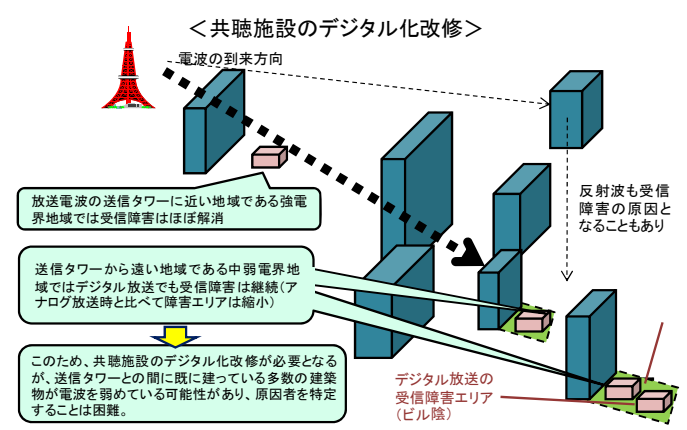 ＜共聴施設のデジタル化改修＞
電波の到来方向
放送電波の送信タワーに近い地域である強電
界地域では受信障害はほぼ解消
反射波も受信
障害の原因と
なることもあり
送信タワーから遠い地域である中弱電界地
域ではデジタル放送でも受信障害は継続（ア
ナログ放送時と比べて障害エリアは縮小）
このため、共聴施設のデジタル化改修が必要となる
が、送信タワーとの間に既に建っている多数の建築
物が電波を弱めている可能性があり、原因者を特定
することは困難。
デジタル放送の
受信障害エリア
（ビル陰）